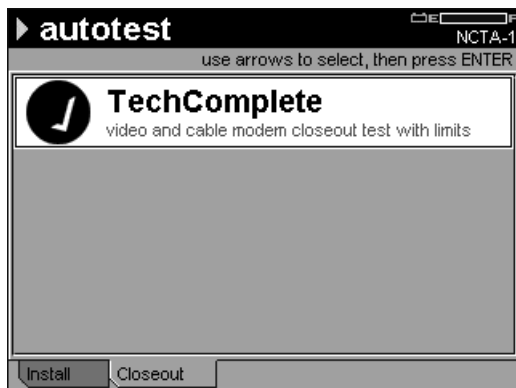 autotest
E F
NCTA-1
use arrows to select, then press ENTER
TechComplete
video and cable modem closeout test with limits
Install Closeout